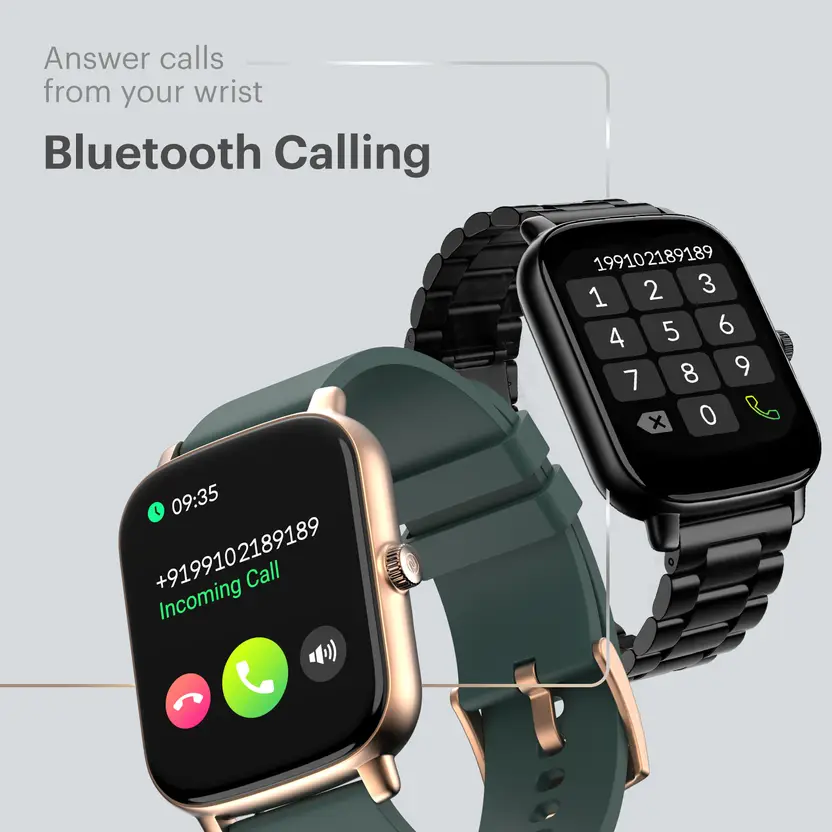 Answer calls
from your wrist
Bluetooth Calling
199102189189
1 2 3
4 5 6
7 8 9
0
09:35
+9199102189189
Incoming Call